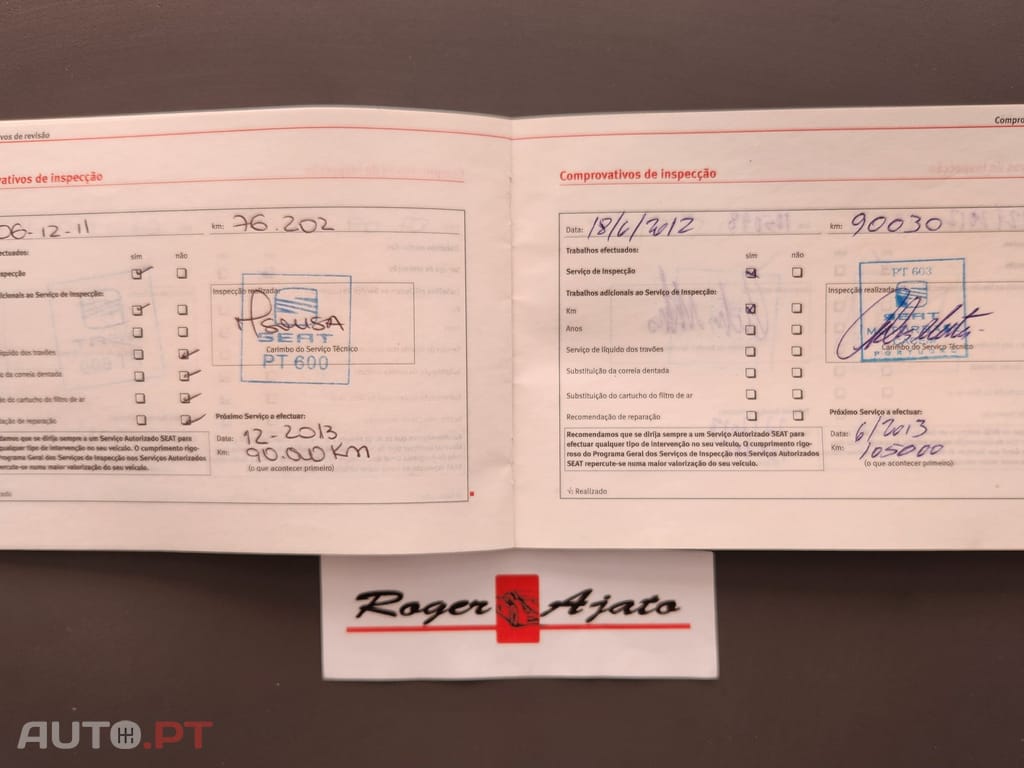 vos de revisão
vativos de inspecção
06-12-11
km: 76.202
ectuados:
sim não
specção
dicionais ao Serviço de Inspecção:
Inspecção realizada:
SOUSA
SEAT
Carimbo do Serviço Técnico
PT 600
líquido dos travões
o da correia dentada
o do cartucho do filtro de ar
dação de reparação
Próximo Serviço a efectuar:
Data: 12-2013
Km: 90.000 KM
(o que acontecer primeiro)
damos que se dirija sempre a um Serviço Autorizado SEAT para
qualquer tipo de intervenção no seu veículo. O cumprimento rigo-
Programa Geral dos Serviços de Inspecção nos Serviços Autorizados
percute-se numa maior valorização do seu veículo.
zado
Compro
Comprovativos de inspecção
Data: 18/6/2012
km: 90030
Trabalhos efectuados:
sim não
Serviço de Inspecção
Trabalhos adicionais ao Serviço de Inspecção:
Km
Anos
Serviço de líquido dos travões
Substituição da correia dentada
Substituição do cartucho do filtro de ar
Recomendação de reparação
PT 603
Inspecção realizada:
SEAT
Carimbo do Serviço Técnico
PORTUGAL
Próximo Serviço a efectuar:
Data: 6/2013
Km: 105000
(o que acontecer primeiro)
Recomendamos que se dirija sempre a um Serviço Autorizado SEAT para
efectuar qualquer tipo de intervenção no seu veículo. O cumprimento rigo-
roso do Programa Geral dos Serviços de Inspecção nos Serviços Autorizados
SEAT repercute-se numa maior valorização do seu veículo.
√: Realizado
Roger Ajato
AUTO.PT